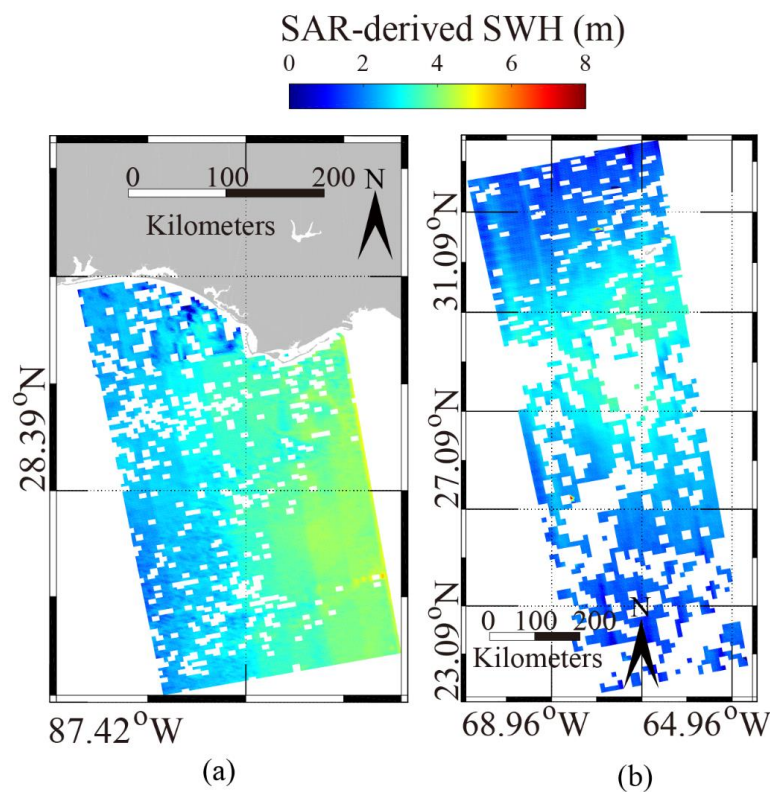 SAR-derived SWH (m)
0 2 4 6 8
0 100 200
Kilometers
N
28.39°N
87.42°W
(a)
31.09°N
27.09°N
23.09°N
N
0 100 200
Kilometers
68.96°W 64.96°W
(b)